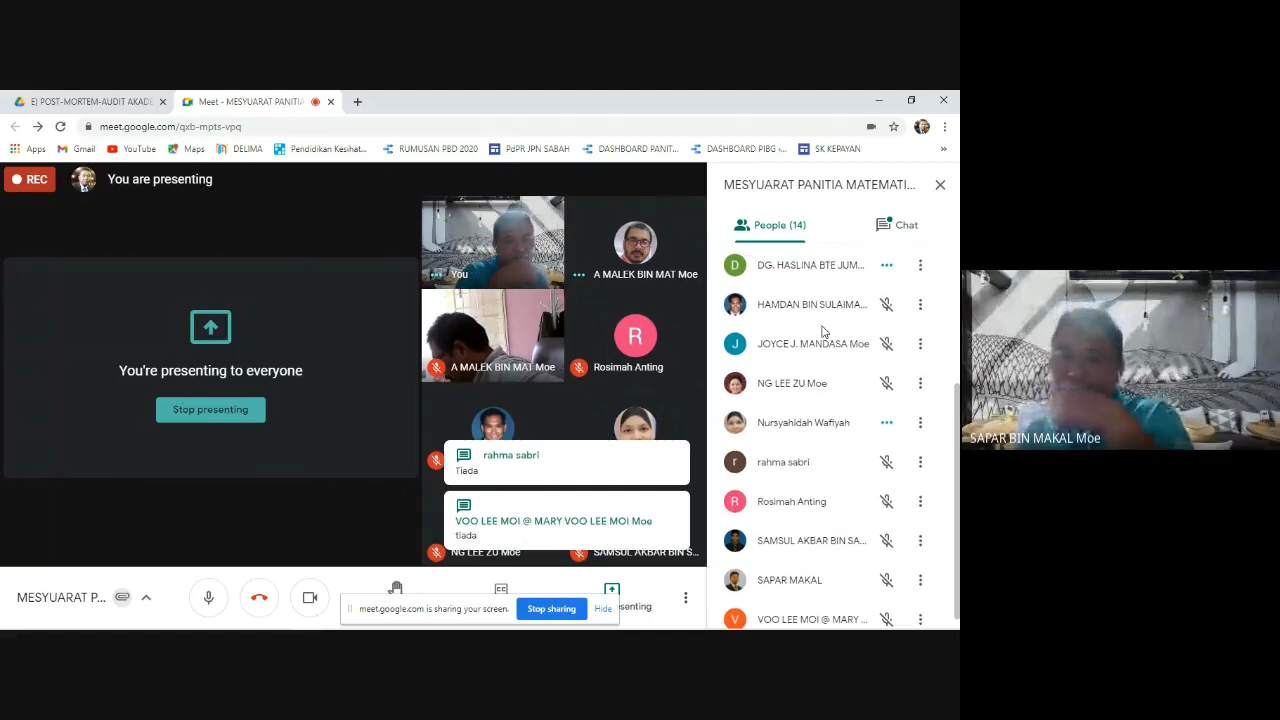 E) POST-MORTEM-AUDIT AKADE
Meet - MESYUARAT PANITIA
meet.google.com/qxb-mpts-vpq
Apps Gmail YouTube Maps DELIMA Pendidikan Kesihat... RUMUSAN PBD 2020 PdPR JPN SABAH DASHBOARD PANIT... DASHBOARD PIBG -... SK KEPAYAN »
REC You are presenting
MESYUARAT PANITIA MATEMATI...
People (14) Chat
You
A MALEK BIN MAT Moe
A MALEK BIN MAT Moe
R
Rosimah Anting
You're presenting to everyone
Stop presenting
rahma sabri
Tiada
VOO LEE MOI @ MARY VOO LEE MOI Moe
tiada
NG LEE ZU Moe
SAMSUL AKBAR BIN S...
D DG. HASLINA BTE JUM...
HAMDAN BIN SULAIMA...
J JOYCE J. MANDASA Moe
NG LEE ZU Moe
Nursyahidah Wafiyah
r rahma sabri
R Rosimah Anting
SAMSUL AKBAR BIN SA...
SAPAR MAKAL
V VOO LEE MOI @ MARY ...
MESYUARAT P...
meet.google.com is sharing your screen. Stop sharing Hide
senting
SAPAR BIN MAKAL Moe